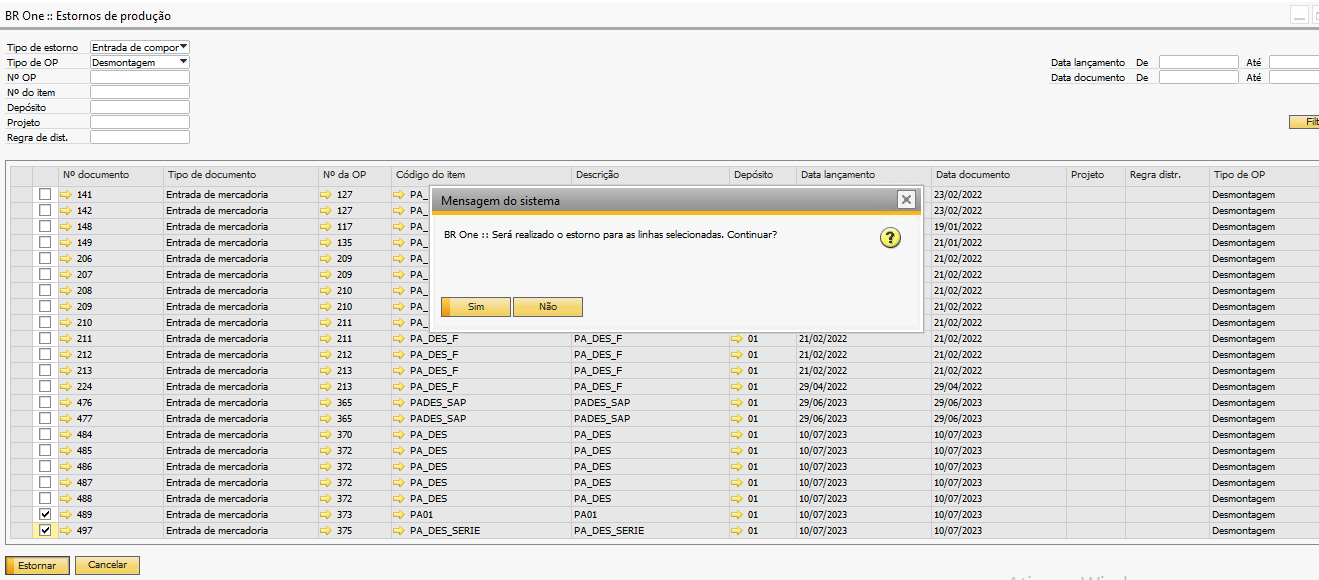 BR One :: Estornos de produção
Tipo de estorno Entrada de compor
Tipo de OP Desmontagem
Nº OP
Nº do item
Depósito
Projeto
Regra de dist.
Data lançamento De Até
Data documento De Até
Filt
Nº documento Tipo de documento Nº da OP Código do item Descrição Depósito Data lançamento Data documento Projeto Regra distr. Tipo de OP
141 Entrada de mercadoria 127 PA_ 23/02/2022 Desmontagem
142 Entrada de mercadoria 127 PA_ 23/02/2022 Desmontagem
148 Entrada de mercadoria 117 PA_ 19/01/2022 Desmontagem
149 Entrada de mercadoria 135 PA_ 21/01/2022 Desmontagem
206 Entrada de mercadoria 209 PA_ 21/02/2022 Desmontagem
207 Entrada de mercadoria 209 PA_ 21/02/2022 Desmontagem
208 Entrada de mercadoria 210 PA_ 21/02/2022 Desmontagem
209 Entrada de mercadoria 210 PA_ 21/02/2022 Desmontagem
210 Entrada de mercadoria 211 PA_ 21/02/2022 Desmontagem
211 Entrada de mercadoria 211 PA_DES_F PA_DES_F 01 21/02/2022 21/02/2022 Desmontagem
212 Entrada de mercadoria 212 PA_DES_F PA_DES_F 01 21/02/2022 21/02/2022 Desmontagem
213 Entrada de mercadoria 213 PA_DES_F PA_DES_F 01 21/02/2022 21/02/2022 Desmontagem
224 Entrada de mercadoria 213 PA_DES_F PA_DES_F 01 29/04/2022 29/04/2022 Desmontagem
476 Entrada de mercadoria 365 PADES_SAP PADES_SAP 01 29/06/2023 29/06/2023 Desmontagem
477 Entrada de mercadoria 365 PADES_SAP PADES_SAP 01 29/06/2023 29/06/2023 Desmontagem
484 Entrada de mercadoria 370 PA_DES PA_DES 01 10/07/2023 10/07/2023 Desmontagem
485 Entrada de mercadoria 372 PA_DES PA_DES 01 10/07/2023 10/07/2023 Desmontagem
486 Entrada de mercadoria 372 PA_DES PA_DES 01 10/07/2023 10/07/2023 Desmontagem
487 Entrada de mercadoria 372 PA_DES PA_DES 01 10/07/2023 10/07/2023 Desmontagem
488 Entrada de mercadoria 372 PA_DES PA_DES 01 10/07/2023 10/07/2023 Desmontagem
489 Entrada de mercadoria 373 PA01 PA01 01 10/07/2023 10/07/2023 Desmontagem
497 Entrada de mercadoria 375 PA_DES_SERIE PA_DES_SERIE 01 10/07/2023 10/07/2023 Desmontagem
Mensagem do sistema
BR One :: Será realizado o estorno para as linhas selecionadas. Continuar?
?
Sim Não
Estornar Cancelar